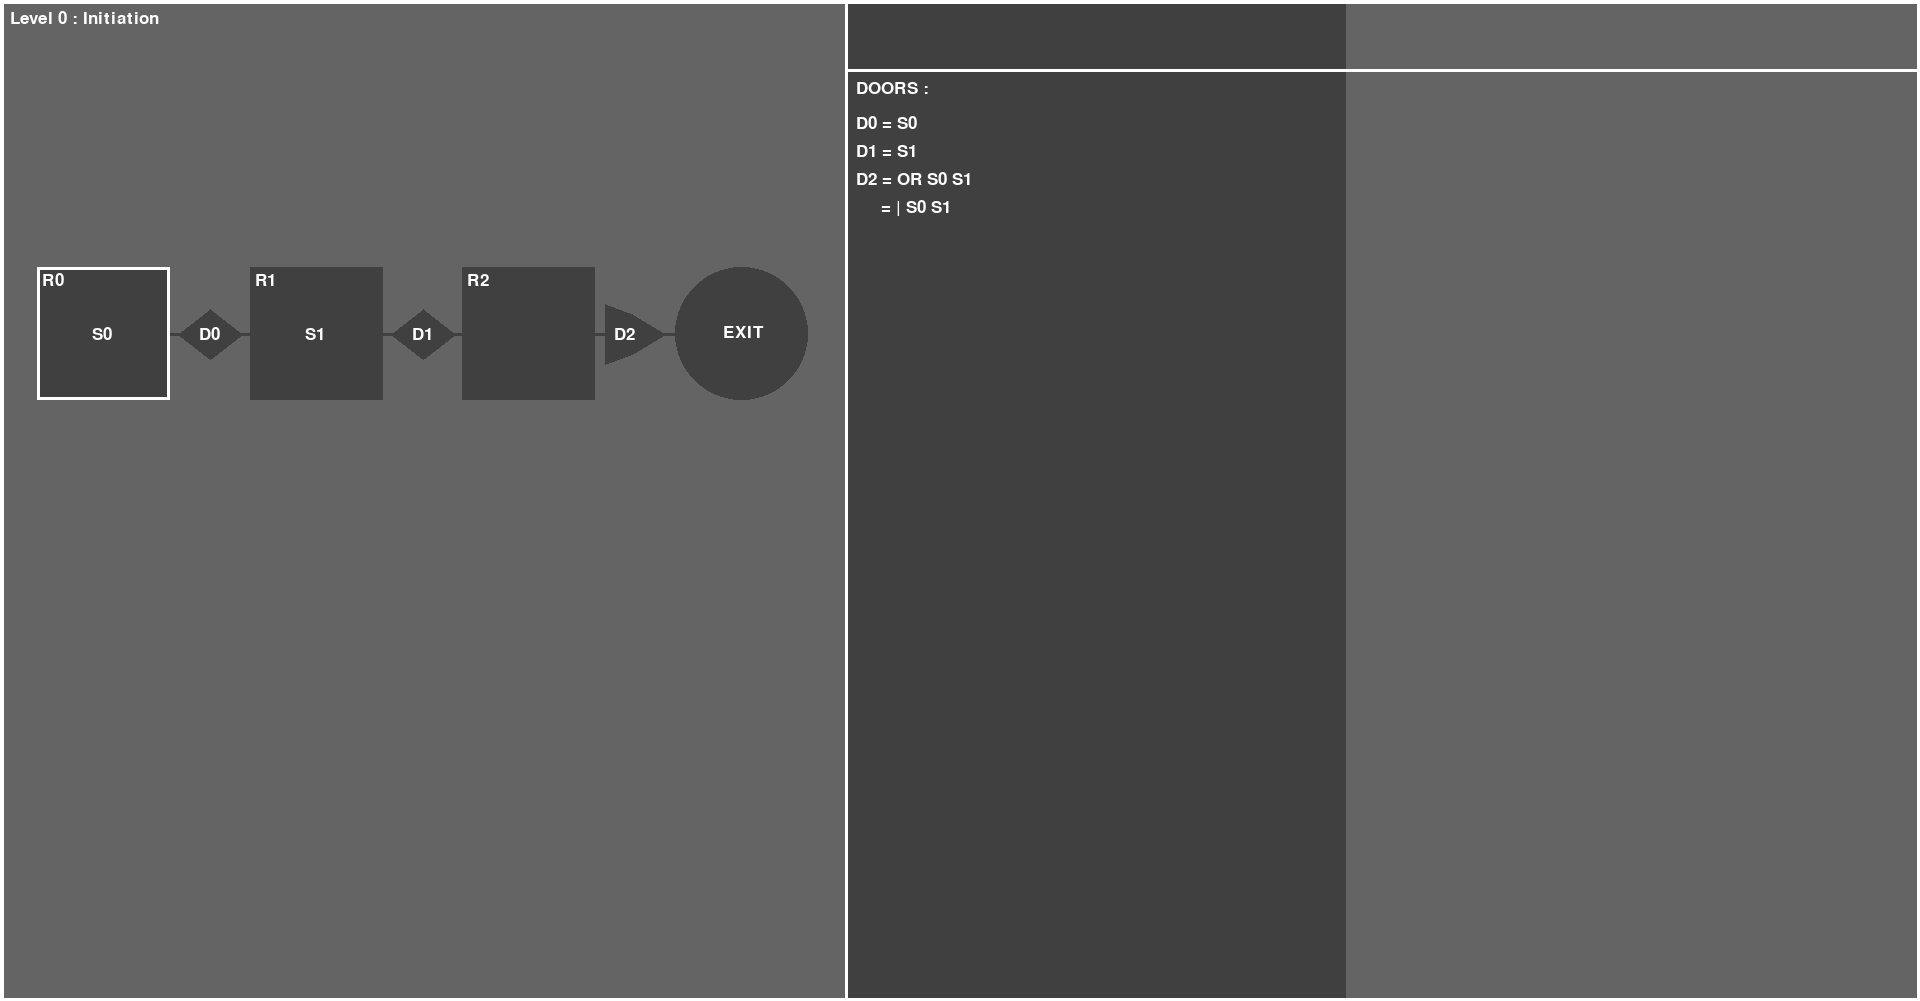 Level 0 : Initiation
R0
S0
D0
R1
S1
D1
R2
D2
EXIT
DOORS :
D0 = S0
D1 = S1
D2 = OR S0 S1
= | S0 S1